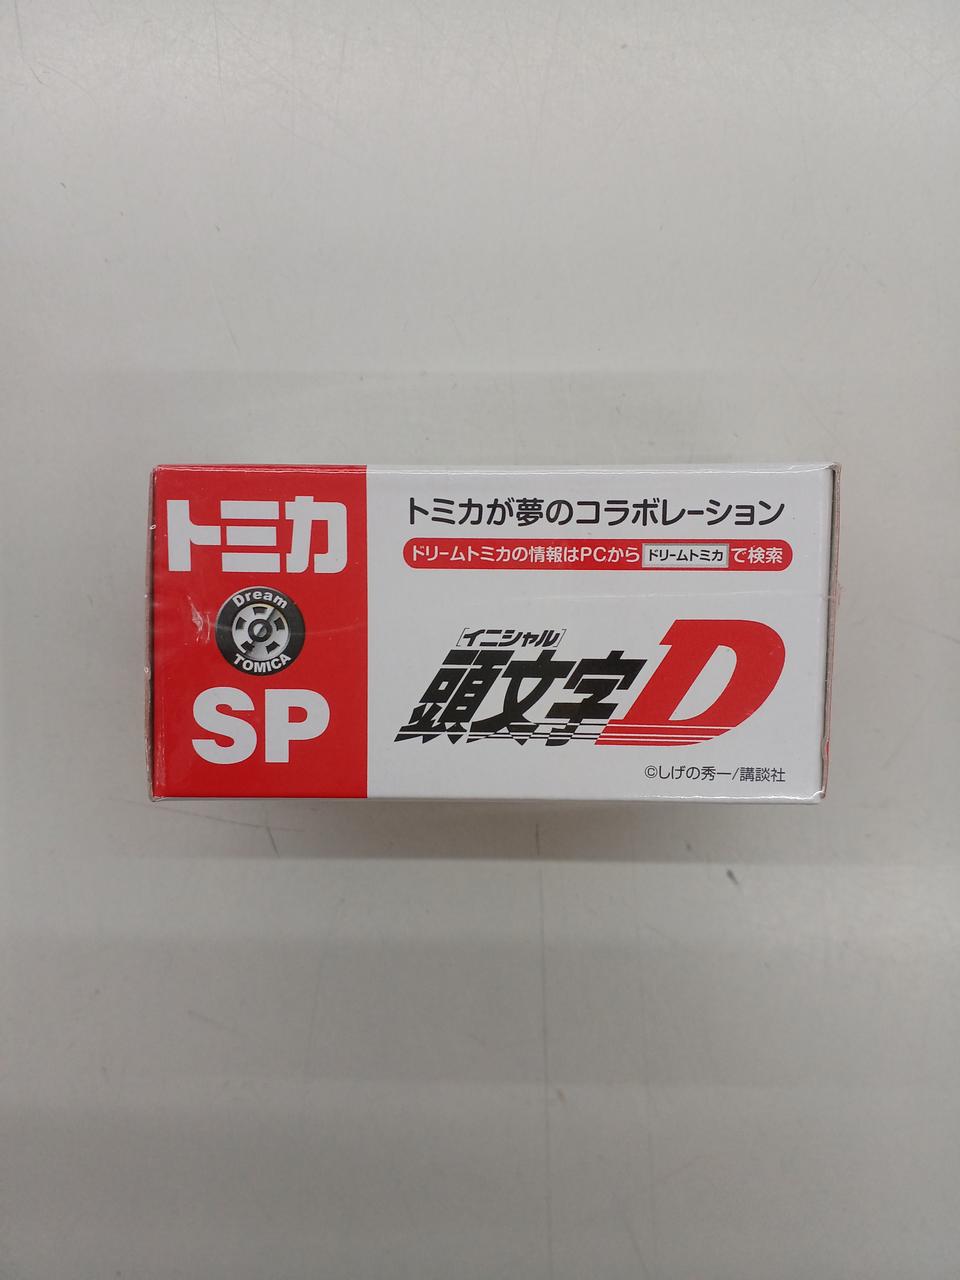 トミカ
Dream
TOMICA
SP
トミカが夢のコラボレーション
ドリームトミカの情報はPCから ドリームトミカ で検索
[イニシャル]
頭文字D
©しげの秀一/講談社